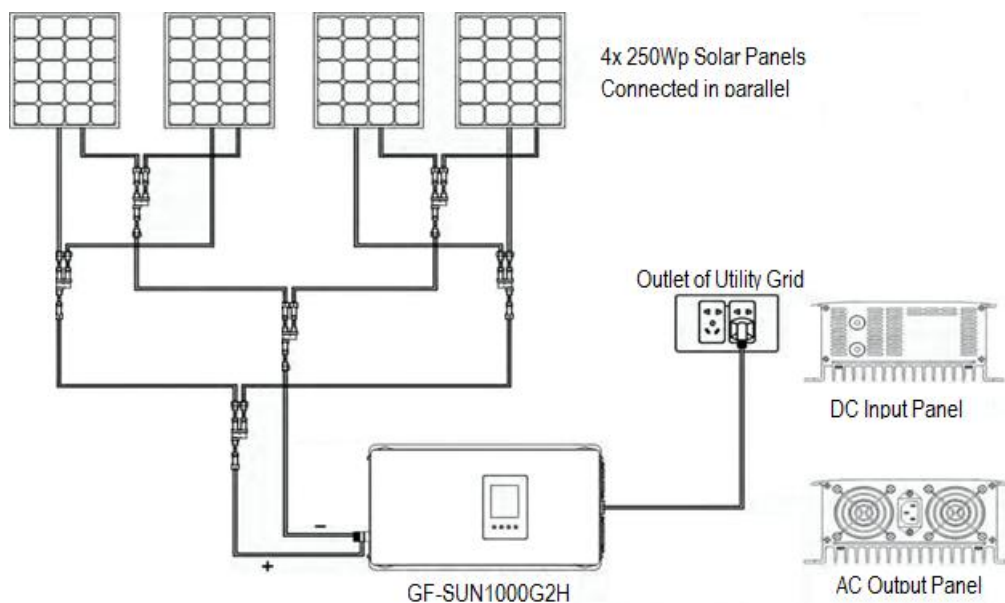 4x 250Wp Solar Panels
Connected in parallel
Outlet of Utility Grid
DC Input Panel
−
+
GF-SUN1000G2H
AC Output Panel